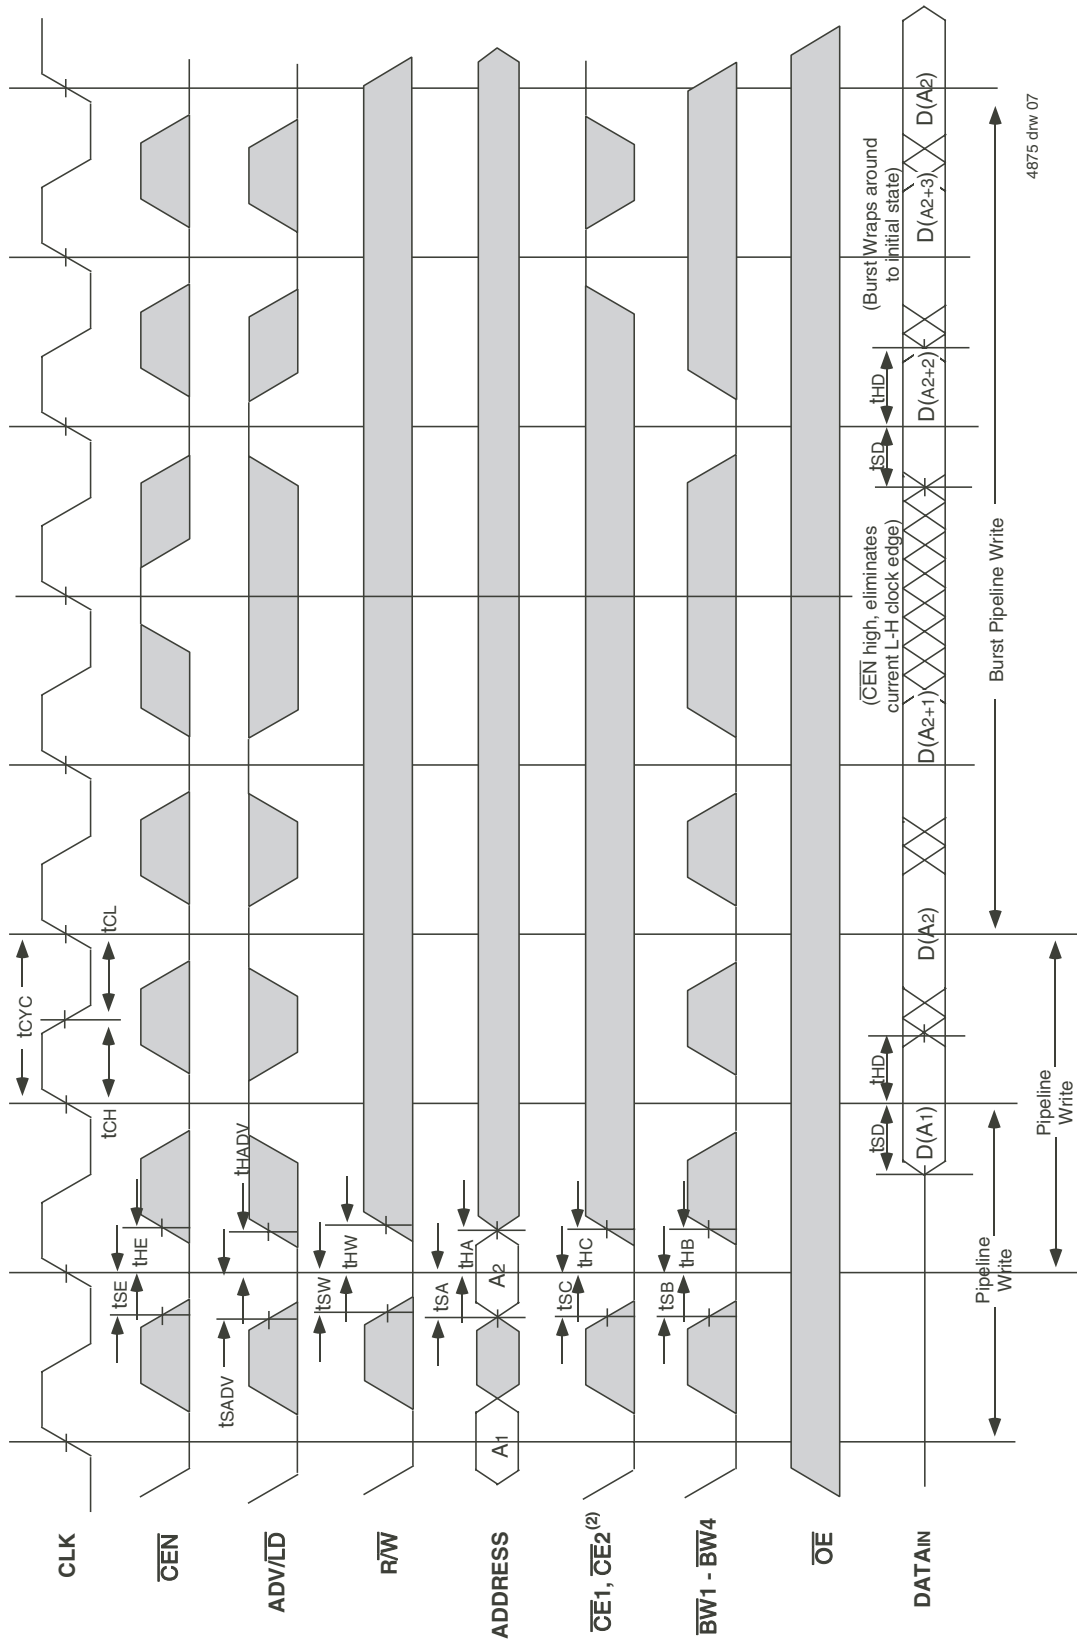 CLK
tCYC
tCH
tCL
CEN
tSE
tHE
ADV/LD
tSADV
tHADV
R/W
tSW
tHW
ADDRESS
A1
A2
tSA
tHA
CE1, CE2(2)
tSC
tHC
BW1 - BW4
tSB
tHB
OE
DATAIN
D(A1)
tSD
tHD
D(A2)
D(A2+1)
(CEN high, eliminates
current L-H clock edge)
tSD
tHD
D(A2+2)
(Burst Wraps around
to initial state)
D(A2+3)
D(A2)
Pipeline
Write
Pipeline
Write
Burst Pipeline Write
4875 drw 07